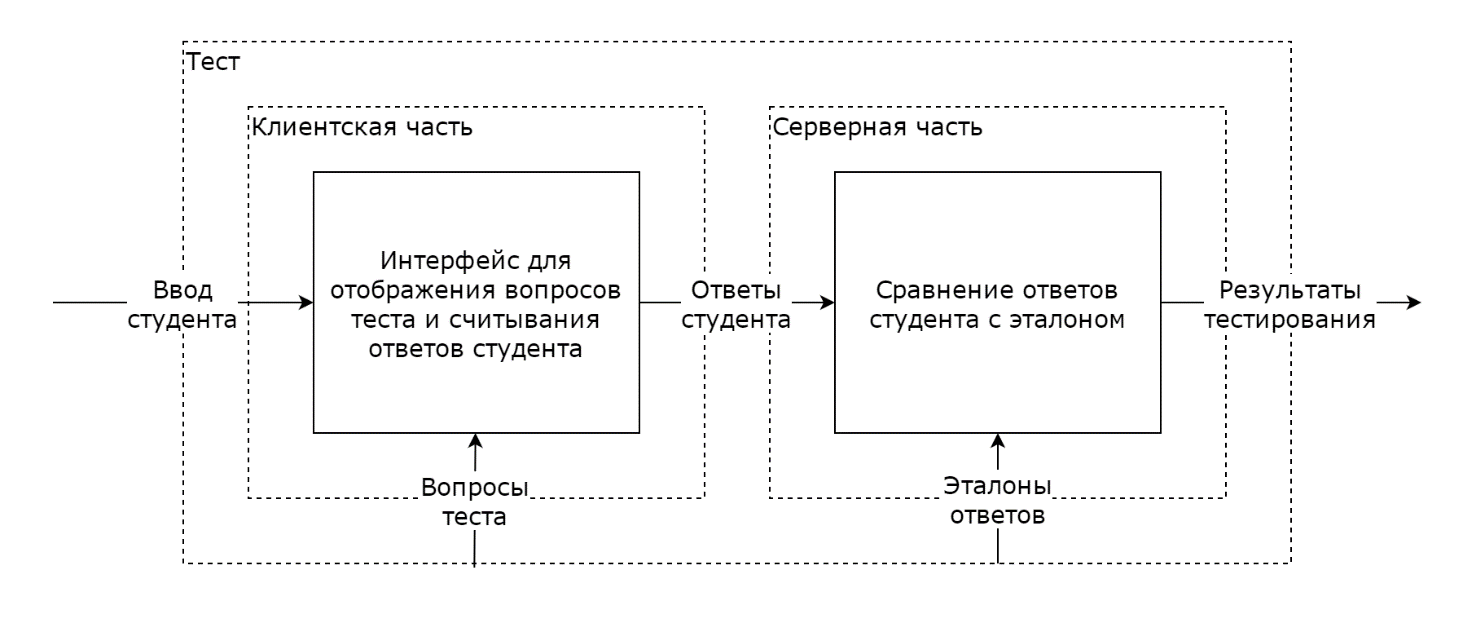 Тест
Клиентская часть
Серверная часть
Ввод
студента
Интерфейс для
отображения вопросов
теста и считывания
ответов студента
Ответы
студента
Сравнение ответов
студента с эталоном
Результаты
тестирования
Вопросы
теста
Эталоны
ответов